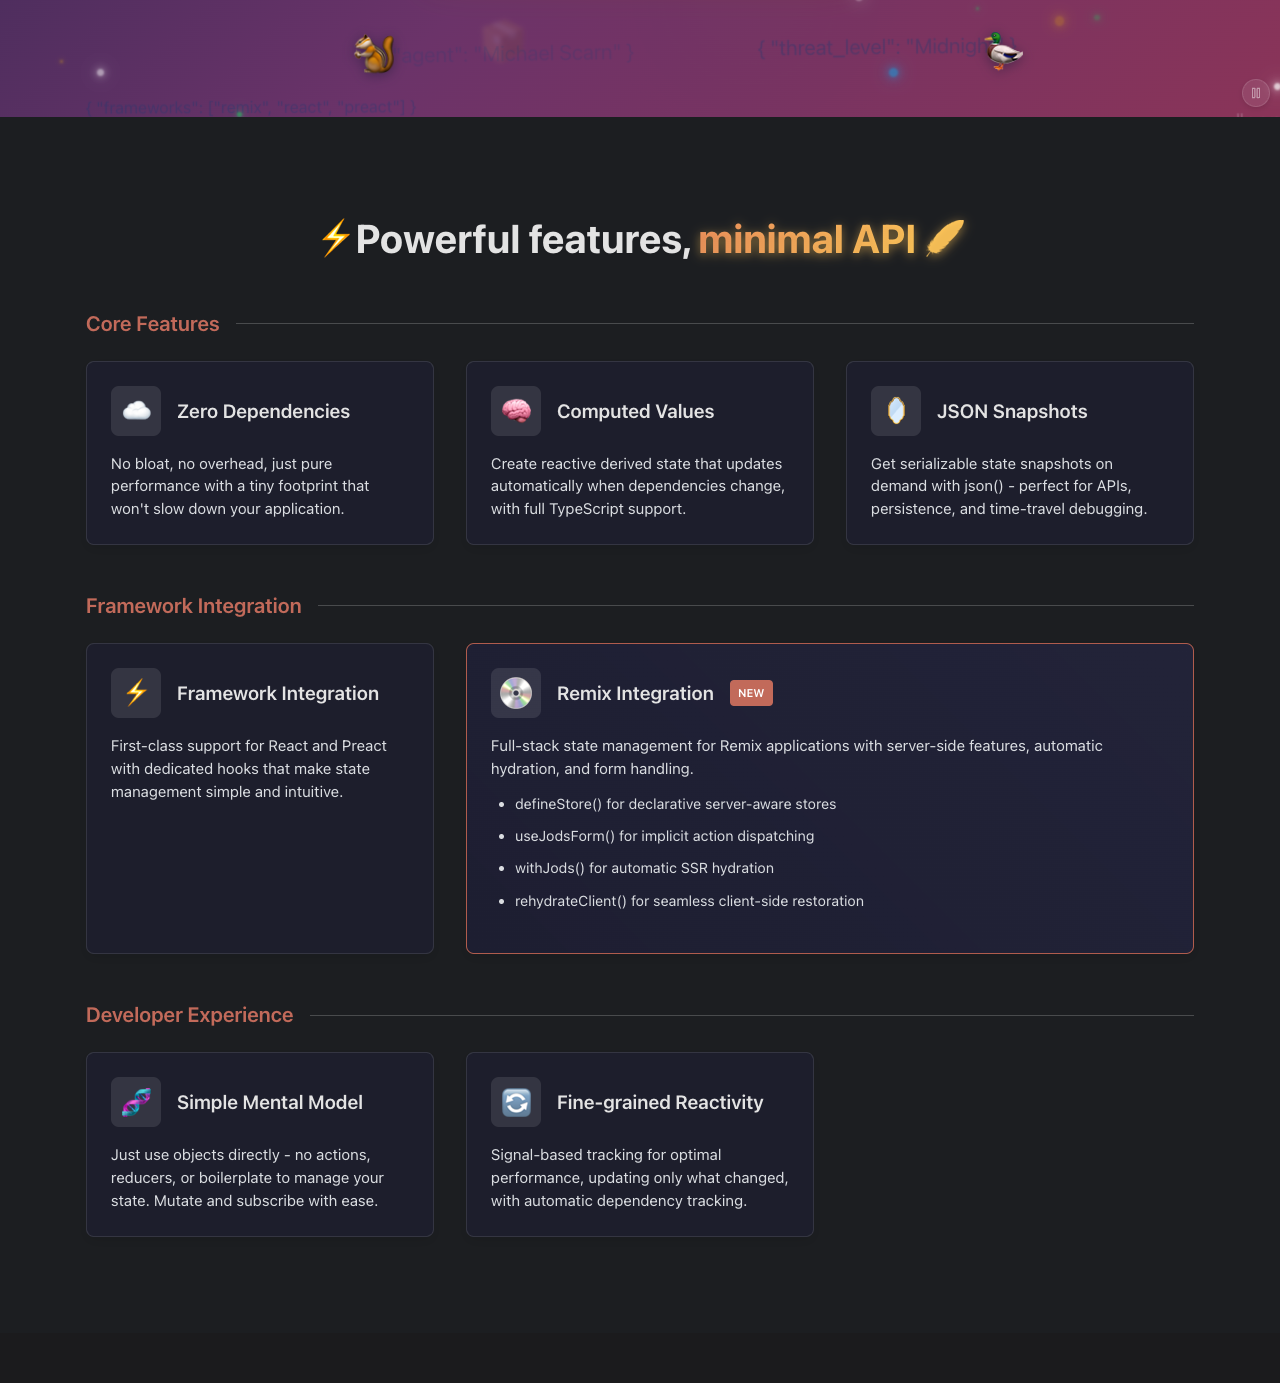 agent": "Michael Scarn" }
{ "threat_level": "Midnight
{ "frameworks": ["remix", "react", "preact"] }
⚡Powerful features, minimal API
Core Features
Zero Dependencies
No bloat, no overhead, just pure
performance with a tiny footprint that
won't slow down your application.
Computed Values
Create reactive derived state that updates
automatically when dependencies change,
with full TypeScript support.
JSON Snapshots
Get serializable state snapshots on
demand with json() - perfect for APIs,
persistence, and time-travel debugging.
Framework Integration
Framework Integration
First-class support for React and Preact
with dedicated hooks that make state
management simple and intuitive.
Remix Integration NEW
Full-stack state management for Remix applications with server-side features, automatic
hydration, and form handling.
• defineStore() for declarative server-aware stores
• useJodsForm() for implicit action dispatching
• withJods() for automatic SSR hydration
• rehydrateClient() for seamless client-side restoration
Developer Experience
Simple Mental Model
Just use objects directly - no actions,
reducers, or boilerplate to manage your
state. Mutate and subscribe with ease.
Fine-grained Reactivity
Signal-based tracking for optimal
performance, updating only what changed,
with automatic dependency tracking.